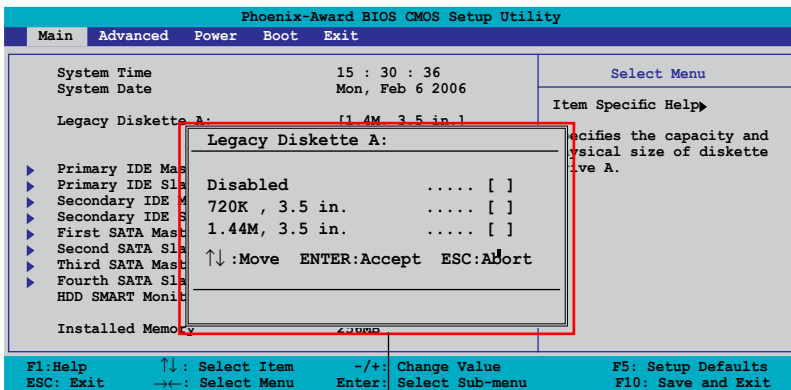 Phoenix-Award BIOS CMOS Setup Utility
Main Advanced Power Boot Exit
System Time 15 : 30 : 36
System Date Mon, Feb 6 2006
Legacy Diskette A: [1.4M, 3.5 in.]
Primary IDE Mas
Primary IDE Sla
Secondary IDE M
Secondary IDE S
First SATA Mast
Second SATA Sla
Third SATA Mast
Fourth SATA Sla
HDD SMART Monit
Installed Memory 256MB
Legacy Diskette A:
Disabled ..... [ ]
720K , 3.5 in. ..... [ ]
1.44M, 3.5 in. ..... [ ]
↑↓ :Move ENTER:Accept ESC:Abort
Select Menu
Item Specific Help
ecifies the capacity and
ysical size of diskette
ive A.
F1:Help ↑↓ : Select Item -/+: Change Value F5: Setup Defaults
ESC: Exit →←: Select Menu Enter: Select Sub-menu F10: Save and Exit